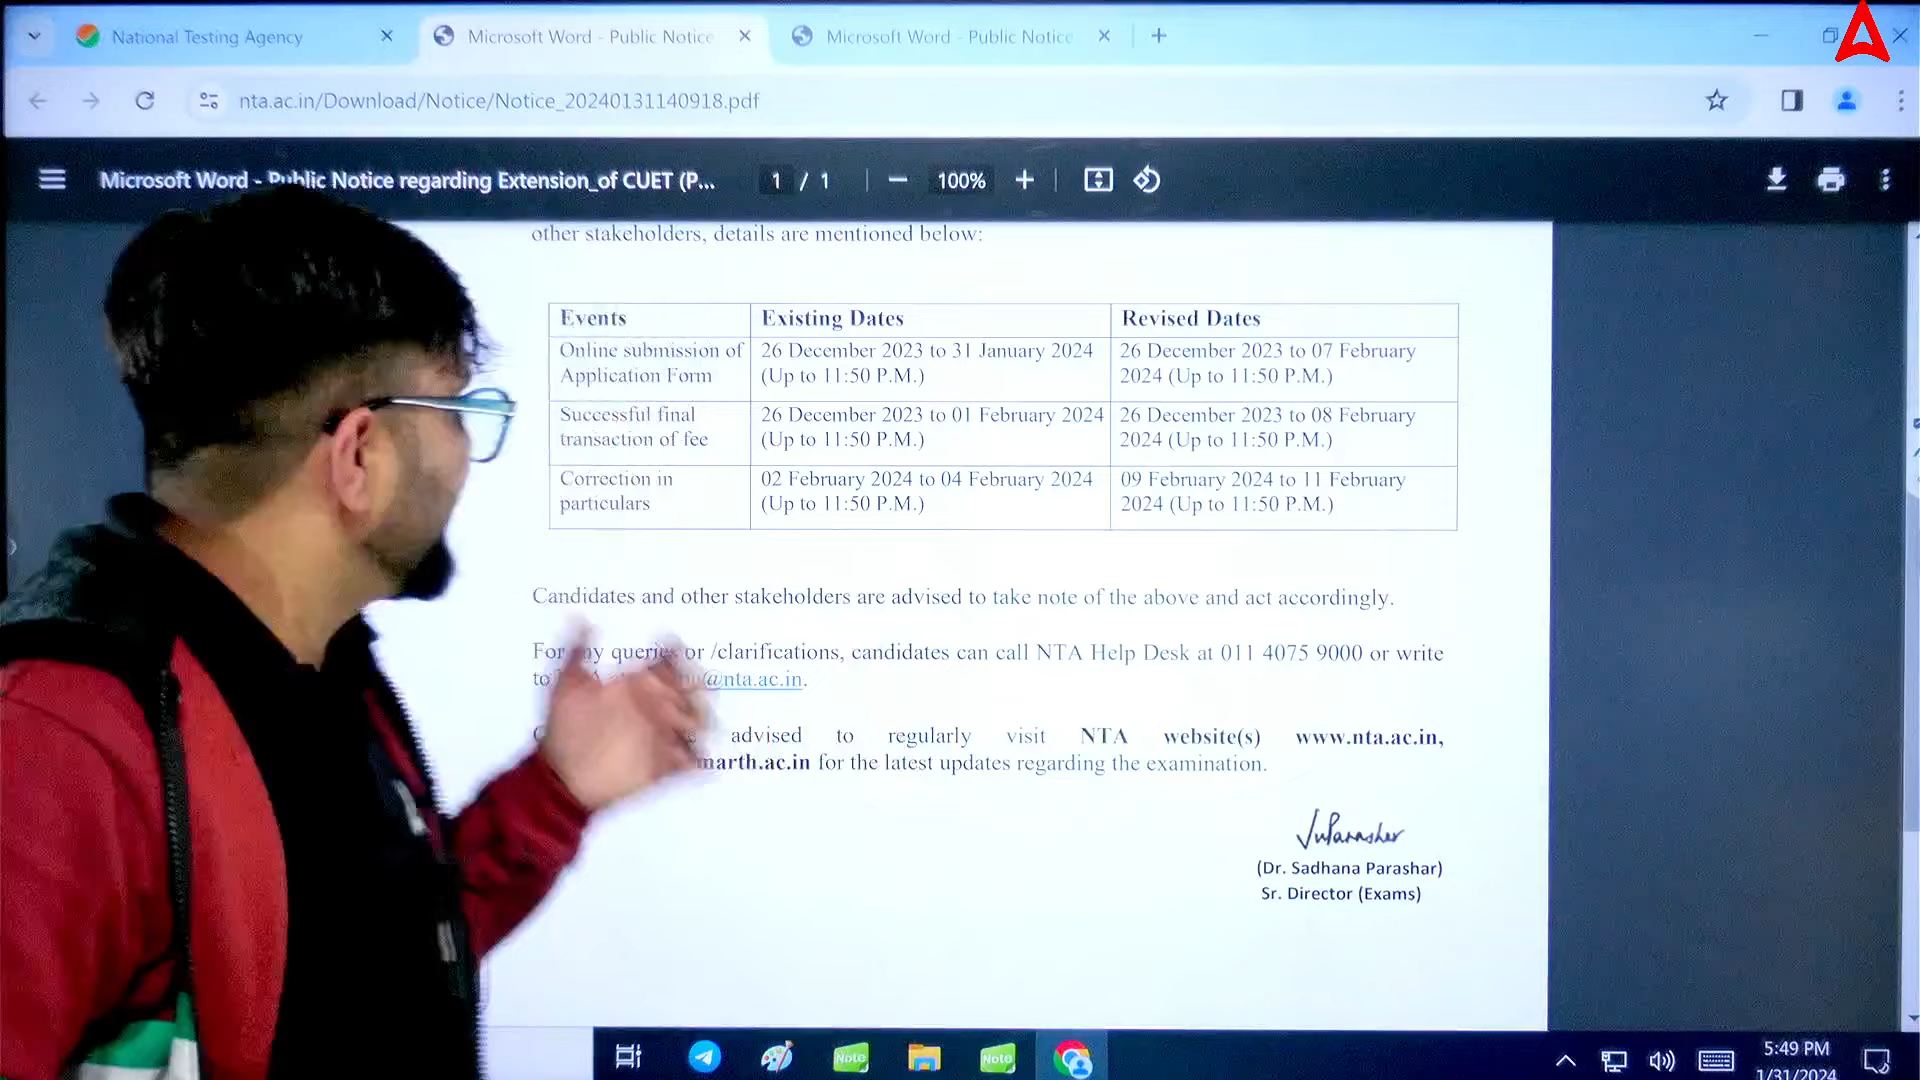 National Testing Agency
Microsoft Word - Public Notice
Microsoft Word - Public Notice
nta.ac.in/Download/Notice/Notice_20240131140918.pdf
Microsoft Word - Public Notice regarding Extension_of CUET (P...
1 / 1
100%
other stakeholders, details are mentioned below:
Events Existing Dates Revised Dates
Online submission of Application Form
26 December 2023 to 31 January 2024 (Up to 11:50 P.M.)
26 December 2023 to 07 February 2024 (Up to 11:50 P.M.)
Successful final transaction of fee
26 December 2023 to 01 February 2024 (Up to 11:50 P.M.)
26 December 2023 to 08 February 2024 (Up to 11:50 P.M.)
Correction in particulars
02 February 2024 to 04 February 2024 (Up to 11:50 P.M.)
09 February 2024 to 11 February 2024 (Up to 11:50 P.M.)
Candidates and other stakeholders are advised to take note of the above and act accordingly.
For queries or /clarifications, candidates can call NTA Help Desk at 011 4075 9000 or write
to @nta.ac.in.
advised to regularly visit NTA website(s) www.nta.ac.in,
marth.ac.in for the latest updates regarding the examination.
(Dr. Sadhana Parashar)
Sr. Director (Exams)
Note
Note
5:49 PM
1/31/2024